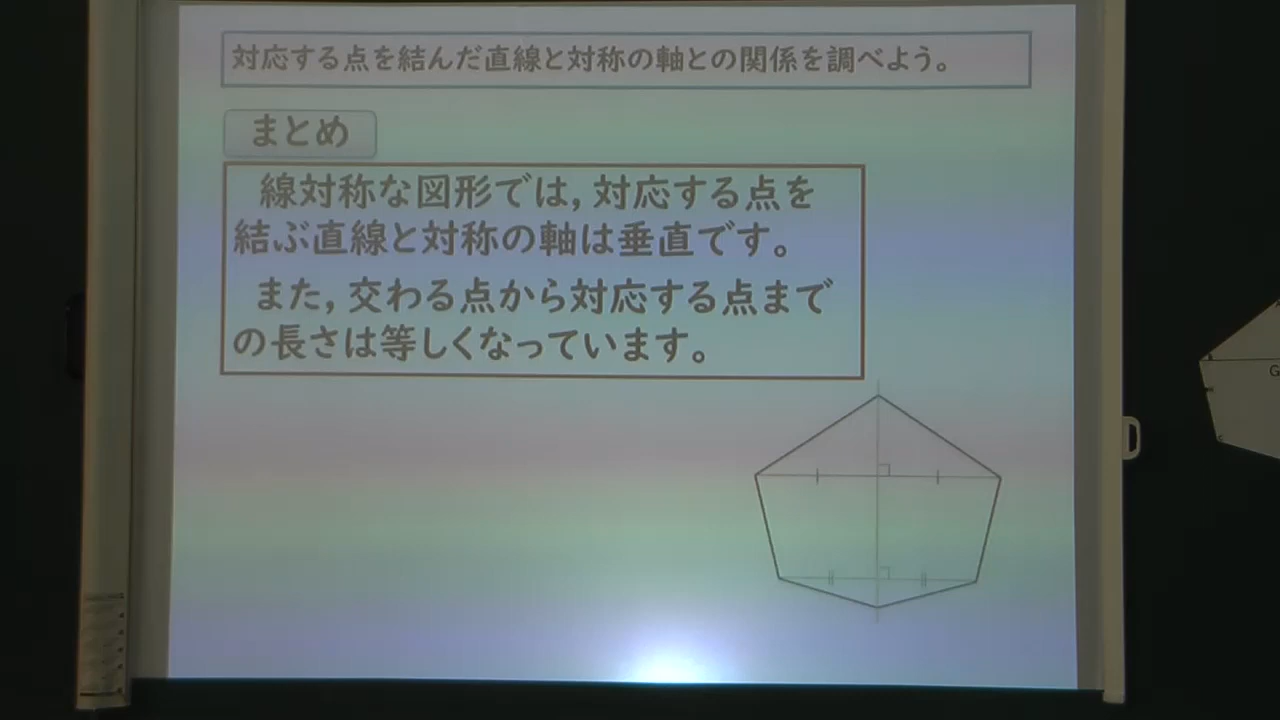 対応する点を結んだ直線と対称の軸との関係を調べよう。
まとめ
線対称な図形では,対応する点を
結ぶ直線と対称の軸は垂直です。
また,交わる点から対応する点まで
の長さは等しくなっています。
G